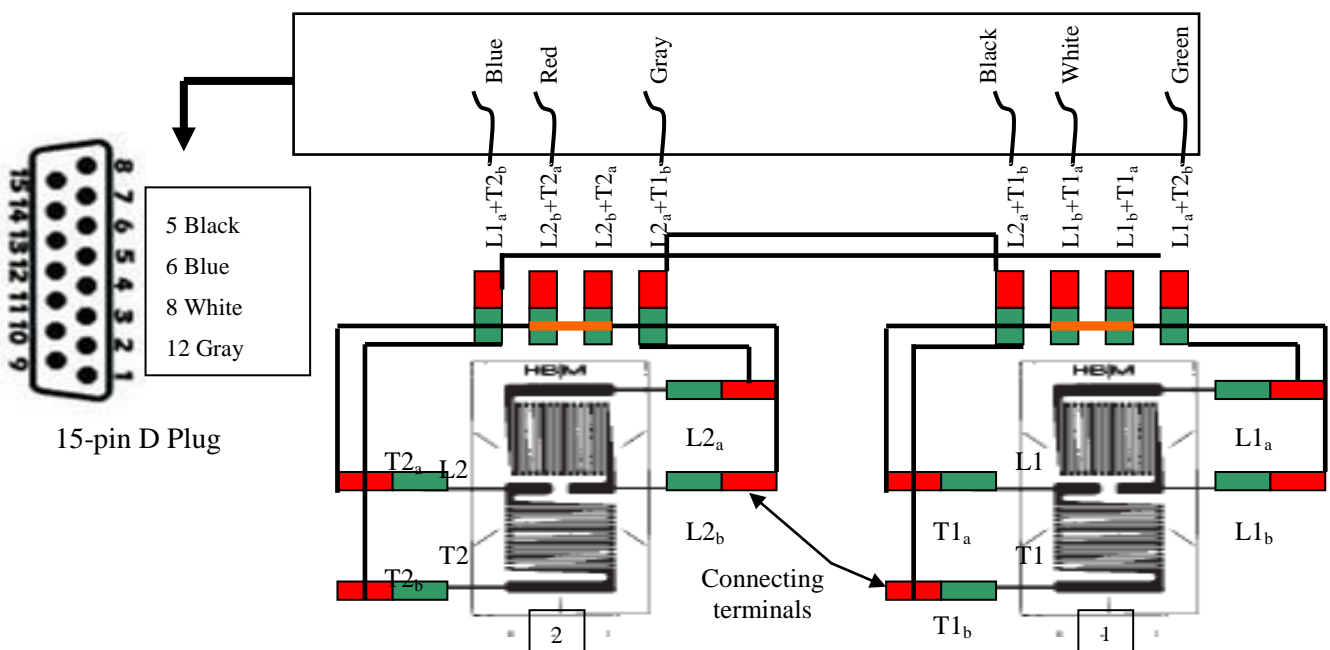 Blue
Red
Gray
Black
White
Green
L1a+T2b
L2b+T2a
L2b+T2a
L2a+T1b
L2a+T1b
L1b+T1a
L1b+T1a
L1a+T2b
15 14 13 12 11 10 9
8 7 6 5 4 3 2 1
5 Black
6 Blue
8 White
12 Gray
15-pin D Plug
HBM
HBM
T2a
L2
L2a
T2
L2b
T2b
2
L1
L1a
T1a
T1
L1b
T1b
1
Connecting
terminals